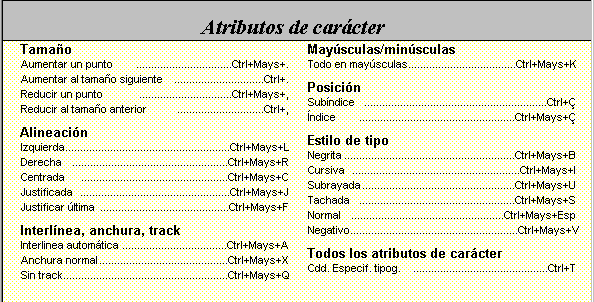 Atributos de carácter
Tamaño
Aumentar un punto ..............................Ctrl+Mays+.
Aumentar al tamaño siguiente ..............................Ctrl+.
Reducir un punto ..............................Ctrl+Mays+,
Reducir al tamaño anterior ..............................Ctrl+,
Alineación
Izquierda..............................Ctrl+Mays+L
Derecha ..............................Ctrl+Mays+R
Centrada ..............................Ctrl+Mays+C
Justificada ..............................Ctrl+Mays+J
Justificar última ..............................Ctrl+Mays+F
Interlínea, anchura, track
Interlinea automática ..............................Ctrl+Mays+A
Anchura normal..............................Ctrl+Mays+X
Sin track..............................Ctrl+Mays+Q
Mayúsculas/minúsculas
Todo en mayúsculas..............................Ctrl+Mays+K
Posición
Subíndice ..............................Ctrl+Ç
Índice ..............................Ctrl+Mays+Ç
Estilo de tipo
Negrita ..............................Ctrl+Mays+B
Cursiva ..............................Ctrl+Mays+I
Subrayada..............................Ctrl+Mays+U
Tachada ..............................Ctrl+Mays+S
Normal ..............................Ctrl+Mays+Esp
Negativo..............................Ctrl+Mays+V
Todos los atributos de carácter
Cdd. Especif. tipog. ..............................Ctrl+T